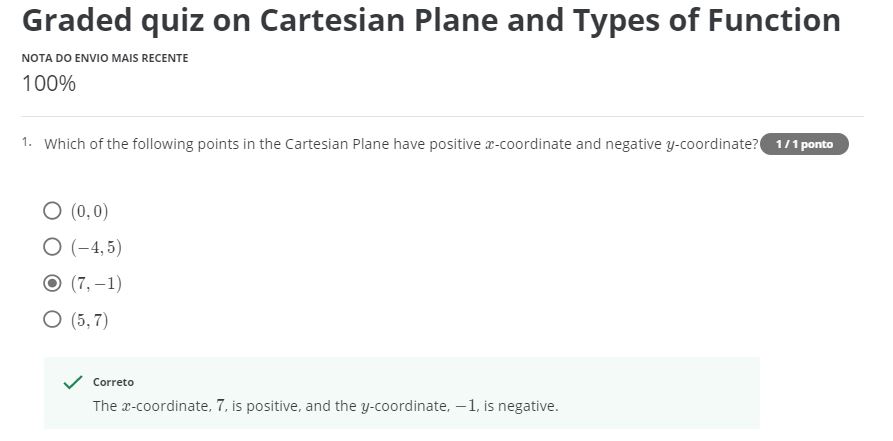 Graded quiz on Cartesian Plane and Types of Function
NOTA DO ENVIO MAIS RECENTE
100%
1. Which of the following points in the Cartesian Plane have positive x-coordinate and negative y-coordinate? 1 / 1 ponto
(0, 0)
(−4, 5)
(7, −1)
(5, 7)
Correto
The x-coordinate, 7, is positive, and the y-coordinate, −1, is negative.